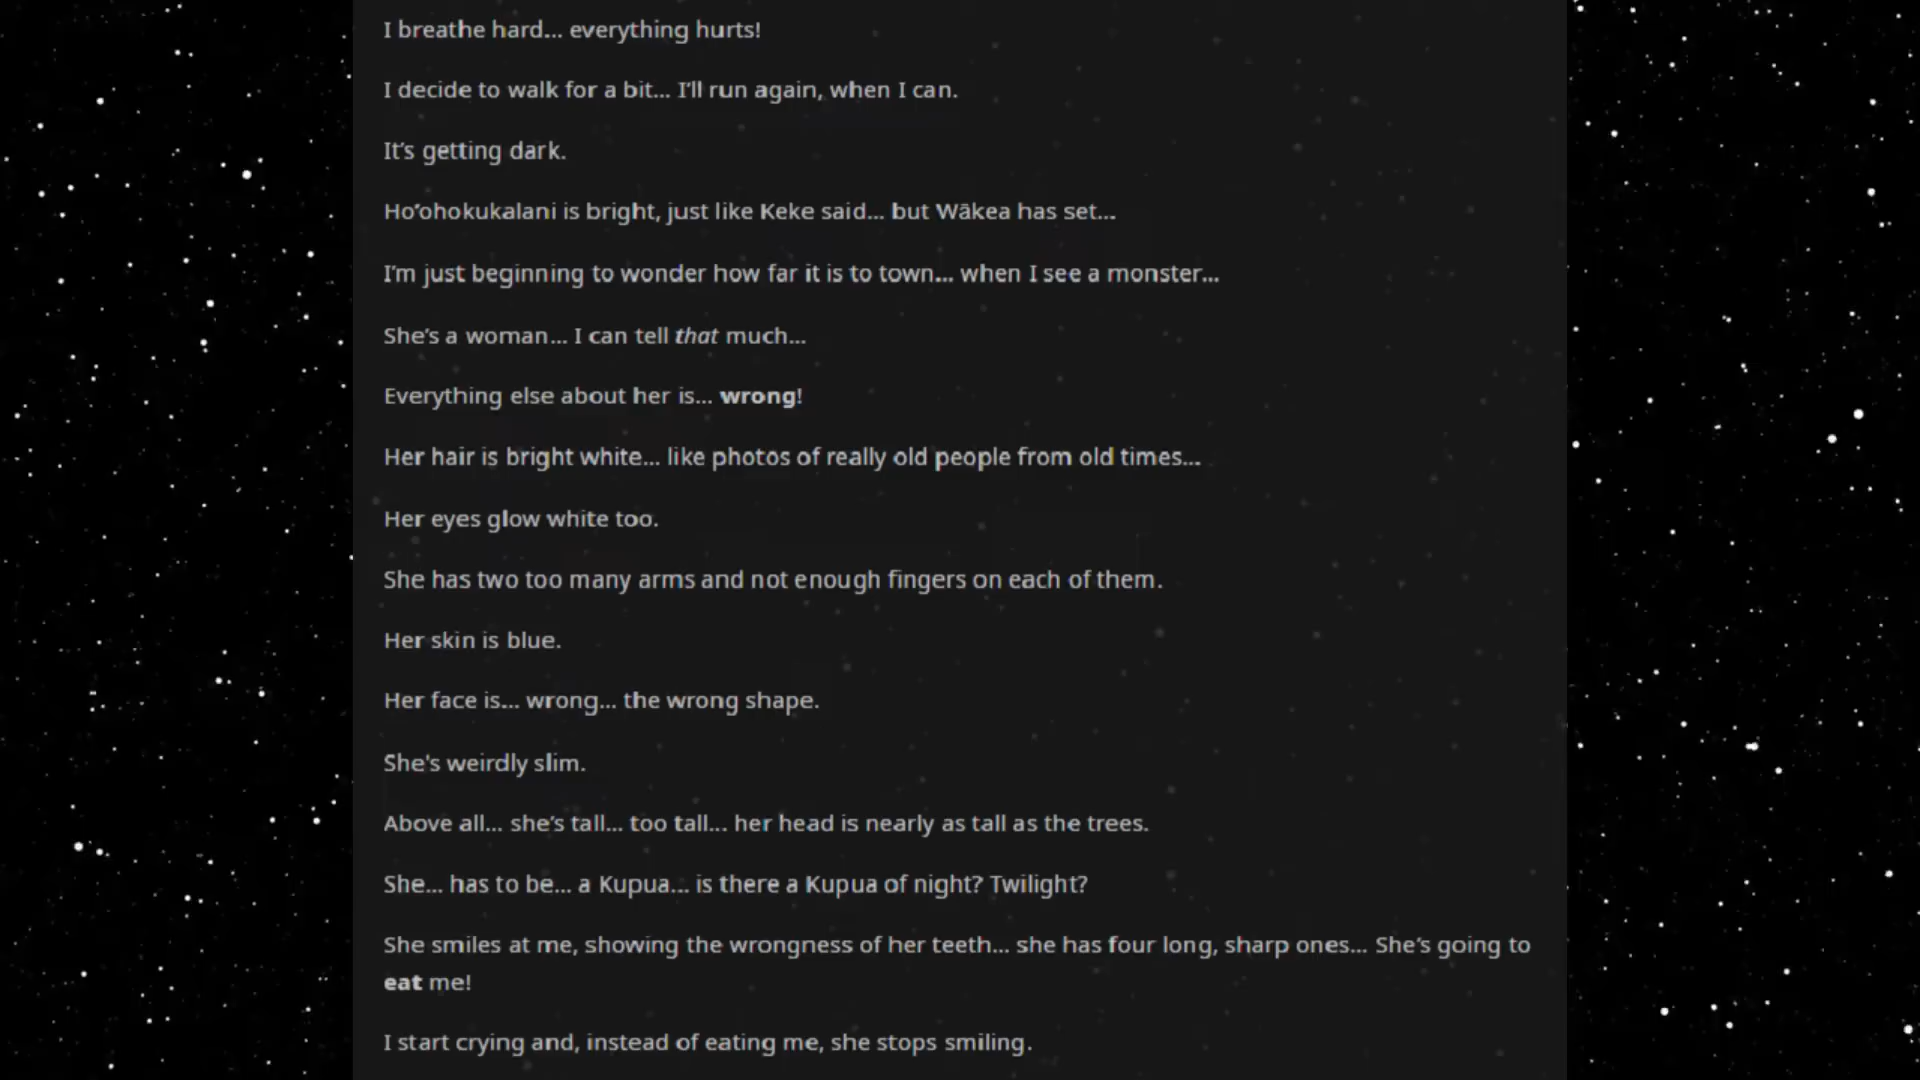 I breathe hard... everything hurts!
I decide to walk for a bit... I'll run again, when I can.
It's getting dark.
Ho'ohokukalani is bright, just like Keke said... but Wākea has set...
I'm just beginning to wonder how far it is to town... when I see a monster...
She's a woman... I can tell that much...
Everything else about her is... wrong!
Her hair is bright white... like photos of really old people from old times...
Her eyes glow white too.
She has two too many arms and not enough fingers on each of them.
Her skin is blue.
Her face is... wrong... the wrong shape.
She's weirdly slim.
Above all... she's tall... too tall... her head is nearly as tall as the trees.
She... has to be... a Kupua... is there a Kupua of night? Twilight?
She smiles at me, showing the wrongness of her teeth... she has four long, sharp ones... She's going to
eat me!
I start crying and, instead of eating me, she stops smiling.